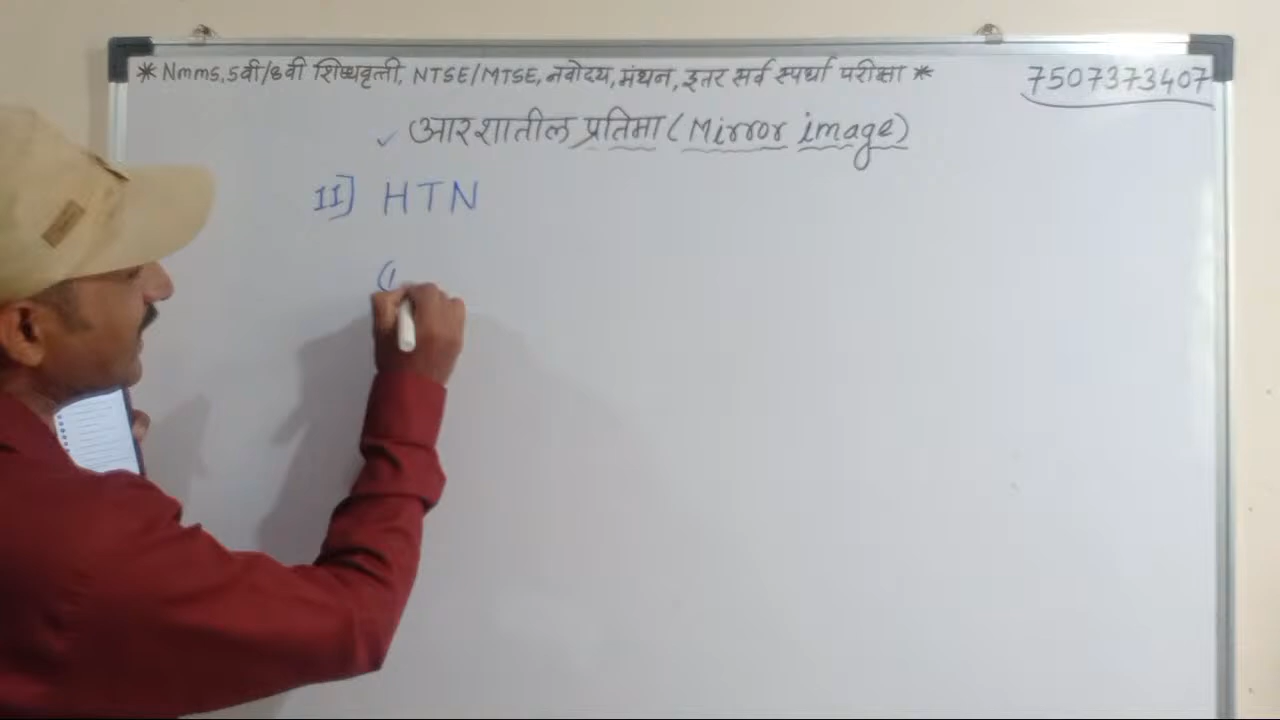 * Nmms, 5वी/8वी शिष्यवृत्ती, NTSE/MTSE, नवोदय, मंथन, इतर सर्व स्पर्धा परीक्षा *
7507373407
✓ आरशातील प्रतिमा (Mirror image)
11] HTN
(1